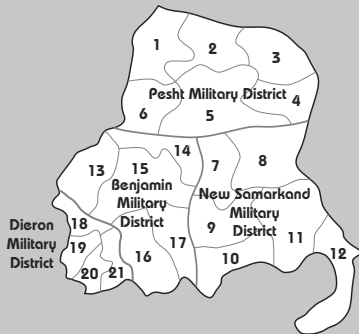 1
2
3
4
5
6
Pesht Military District
7
8
9
10
11
12
New Samarkand
Military
District
13
14
15
16
17
Benjamin
Military
District
18
19
20
21
Dieron
Military
District